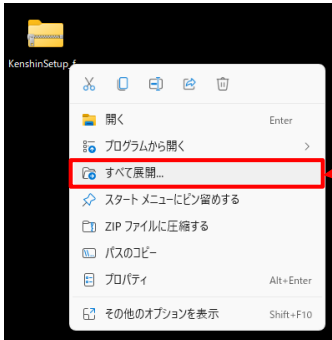 KenshinSetup_f
開く Enter
プログラムから開く
すべて展開...
スタート メニューにピン留めする
ZIP ファイルに圧縮する
パスのコピー
プロパティ Alt+Enter
その他のオプションを表示 Shift+F10